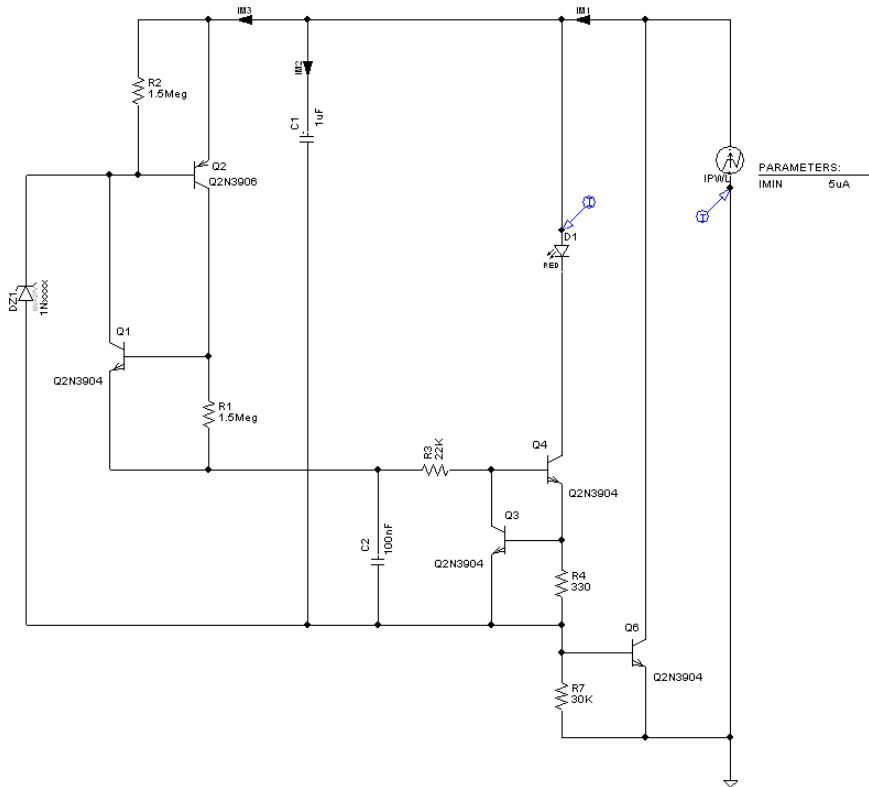 IM3
IM1
IM2
R2
1.5Meg
C1
1uF
Q2
Q2N3906
IPWL
PARAMETERS:
IMIN 5uA
D1
RED
DZ1
1Nxxxx
Q1
Q2N3904
R1
1.5Meg
R3
22K
Q4
Q2N3904
C2
100nF
Q3
Q2N3904
R4
330
Q6
Q2N3904
R7
30K